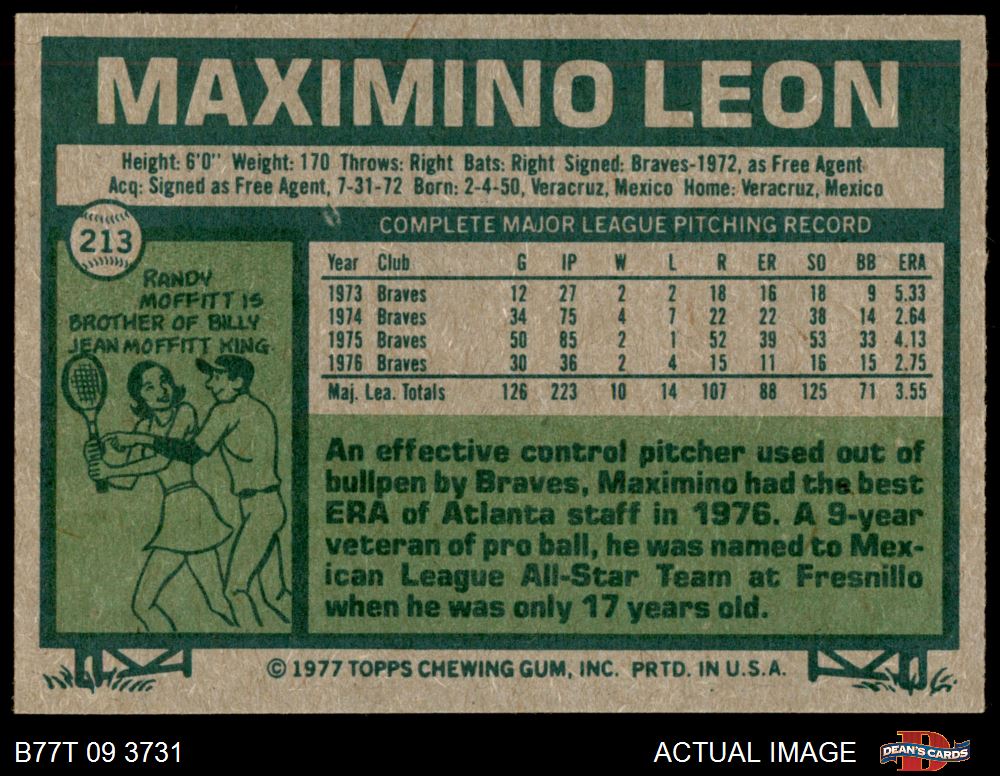 MAXIMINO LEON
Height: 6'0" Weight: 170 Throws: Right Bats: Right Signed: Braves-1972, as Free Agent
Acq: Signed as Free Agent, 7-31-72 Born: 2-4-50, Veracruz, Mexico Home: Veracruz, Mexico
213
COMPLETE MAJOR LEAGUE PITCHING RECORD
Year Club G IP W L R ER SO BB ERA
1973 Braves 12 27 2 2 18 16 18 9 5.33
1974 Braves 34 75 4 7 22 22 38 14 2.64
1975 Braves 50 85 2 1 52 39 53 33 4.13
1976 Braves 30 36 2 4 15 11 16 15 2.75
Maj. Lea. Totals 126 223 10 14 107 88 125 71 3.55
RANDY
MOFFITT IS
BROTHER OF BILLY
JEAN MOFFITT KING.
An effective control pitcher used out of
bullpen by Braves, Maximino had the best
ERA of Atlanta staff in 1976. A 9-year
veteran of pro ball, he was named to Mex-
ican League All-Star Team at Fresnillo
when he was only 17 years old.
© 1977 TOPPS CHEWING GUM, INC. PRTD. IN U.S.A.
B77T 09 3731
ACTUAL IMAGE
D
DEAN'S CARDS